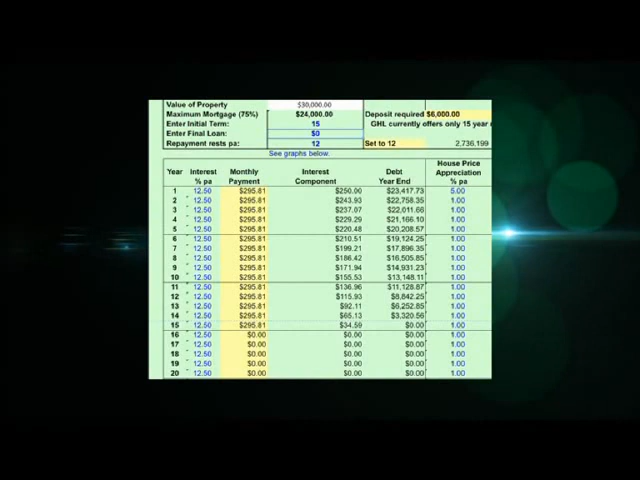 Value of Property $30,000.00
Maximum Mortgage (75%) $24,000.00 Deposit required $6,000.00
Enter Initial Term: 15 GHL currently offers only 15 year
Enter Final Loan: $0
Repayment rests pa: 12 Set to 12 2,736,199
See graphs below.
House Price
Year Interest Monthly Interest Debt Appreciation
% pa Payment Component Year End % pa
1 12.50 $295.81 $250.00 $23,417.73 5.00
2 12.50 $295.81 $243.93 $22,758.35 1.00
3 12.50 $295.81 $237.07 $22,011.66 1.00
4 12.50 $295.81 $229.29 $21,166.10 1.00
5 12.50 $295.81 $220.48 $20,208.57 1.00
6 12.50 $295.81 $210.51 $19,124.25 1.00
7 12.50 $295.81 $199.21 $17,896.35 1.00
8 12.50 $295.81 $186.42 $16,505.85 1.00
9 12.50 $295.81 $171.94 $14,931.23 1.00
10 12.50 $295.81 $155.53 $13,148.11 1.00
11 12.50 $295.81 $136.96 $11,128.87 1.00
12 12.50 $295.81 $115.93 $8,842.25 1.00
13 12.50 $295.81 $92.11 $6,252.85 1.00
14 12.50 $295.81 $65.13 $3,320.56 1.00
15 12.50 $295.81 $34.59 $0.00 1.00
16 12.50 $0.00 $0.00 $0.00 1.00
17 12.50 $0.00 $0.00 $0.00 1.00
18 12.50 $0.00 $0.00 $0.00 1.00
19 12.50 $0.00 $0.00 $0.00 1.00
20 12.50 $0.00 $0.00 $0.00 1.00